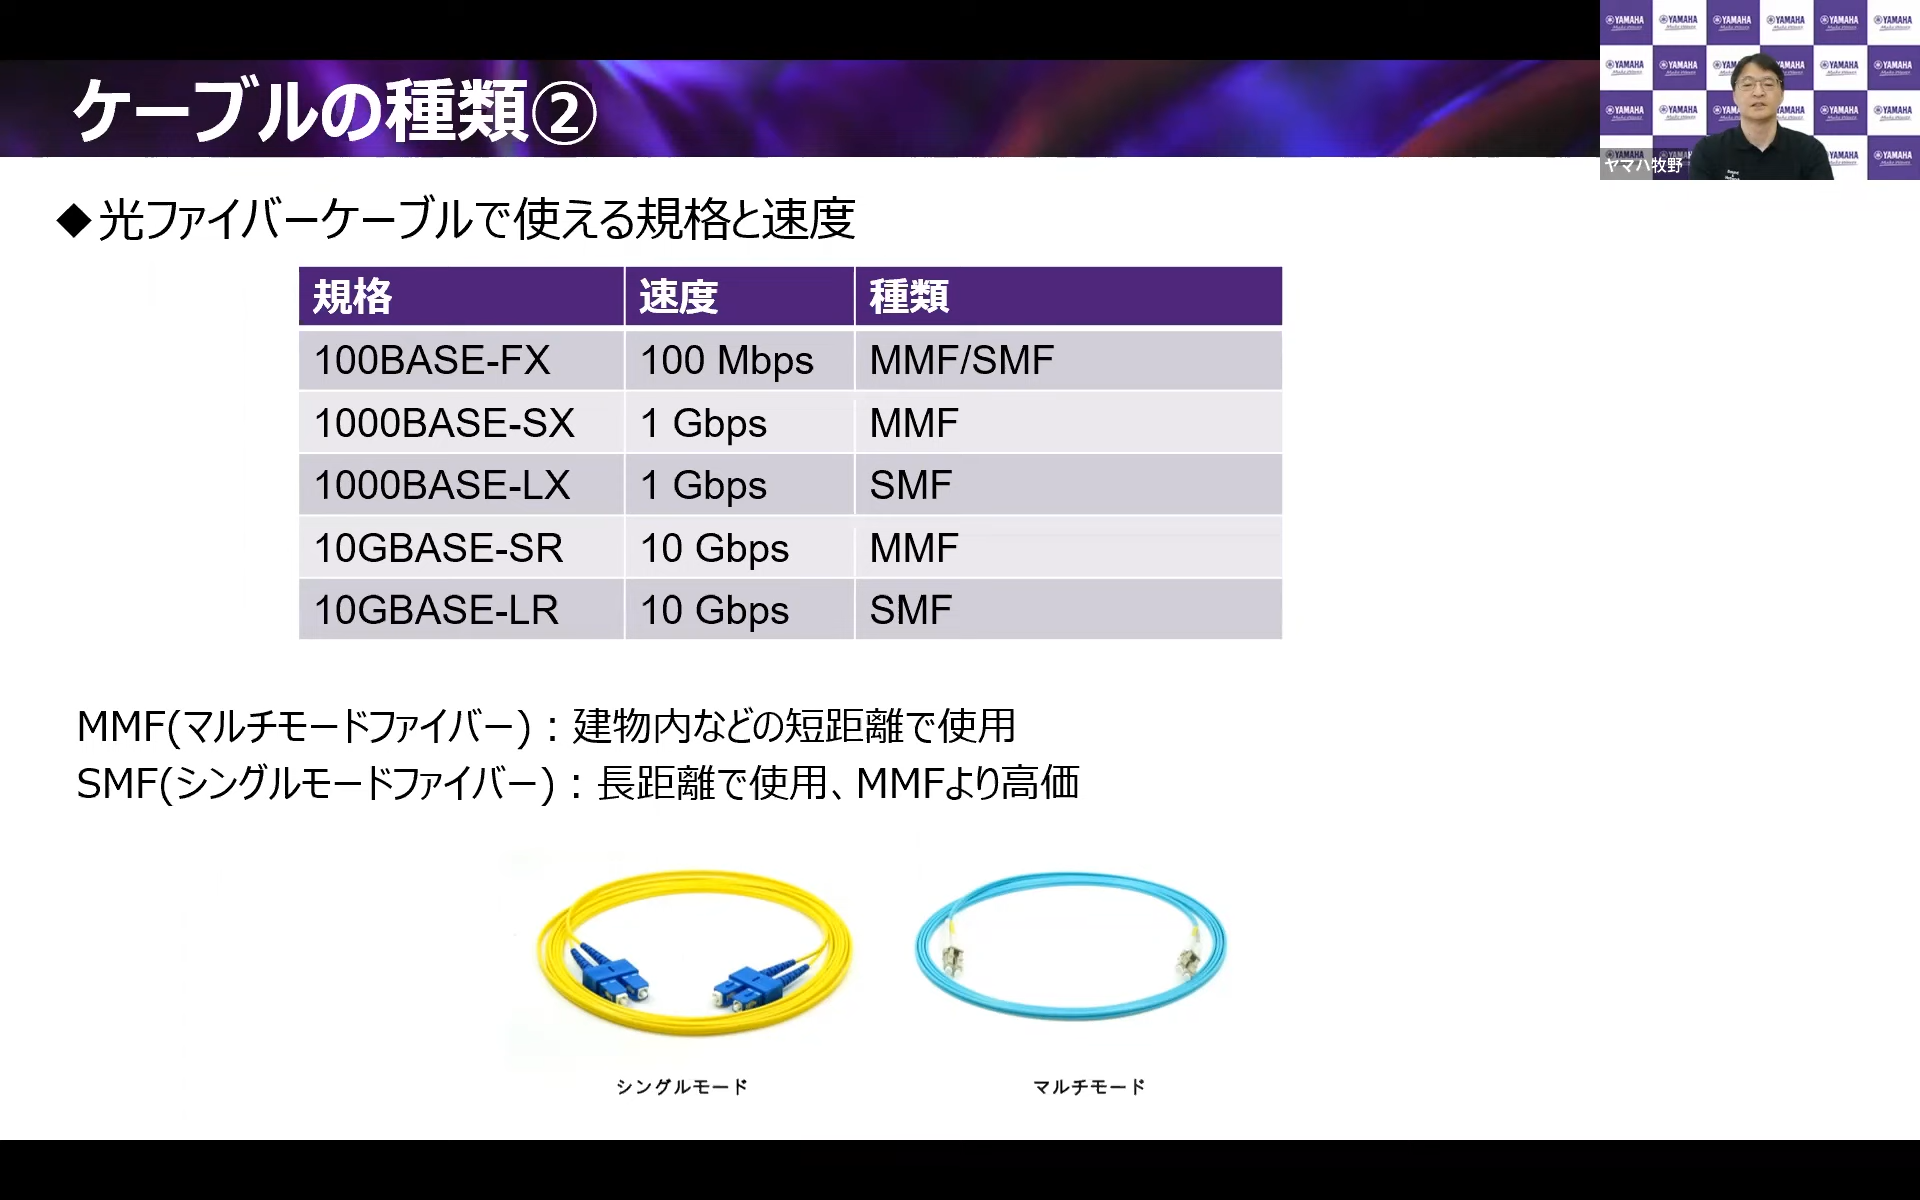 ケーブルの種類②
YAMAHA
Make Waves
ヤマハ牧野
◆光ファイバーケーブルで使える規格と速度
規格 速度 種類
100BASE-FX 100 Mbps MMF/SMF
1000BASE-SX 1 Gbps MMF
1000BASE-LX 1 Gbps SMF
10GBASE-SR 10 Gbps MMF
10GBASE-LR 10 Gbps SMF
MMF(マルチモードファイバー)：建物内などの短距離で使用
SMF(シングルモードファイバー)：長距離で使用、MMFより高価
シングルモード
マルチモード